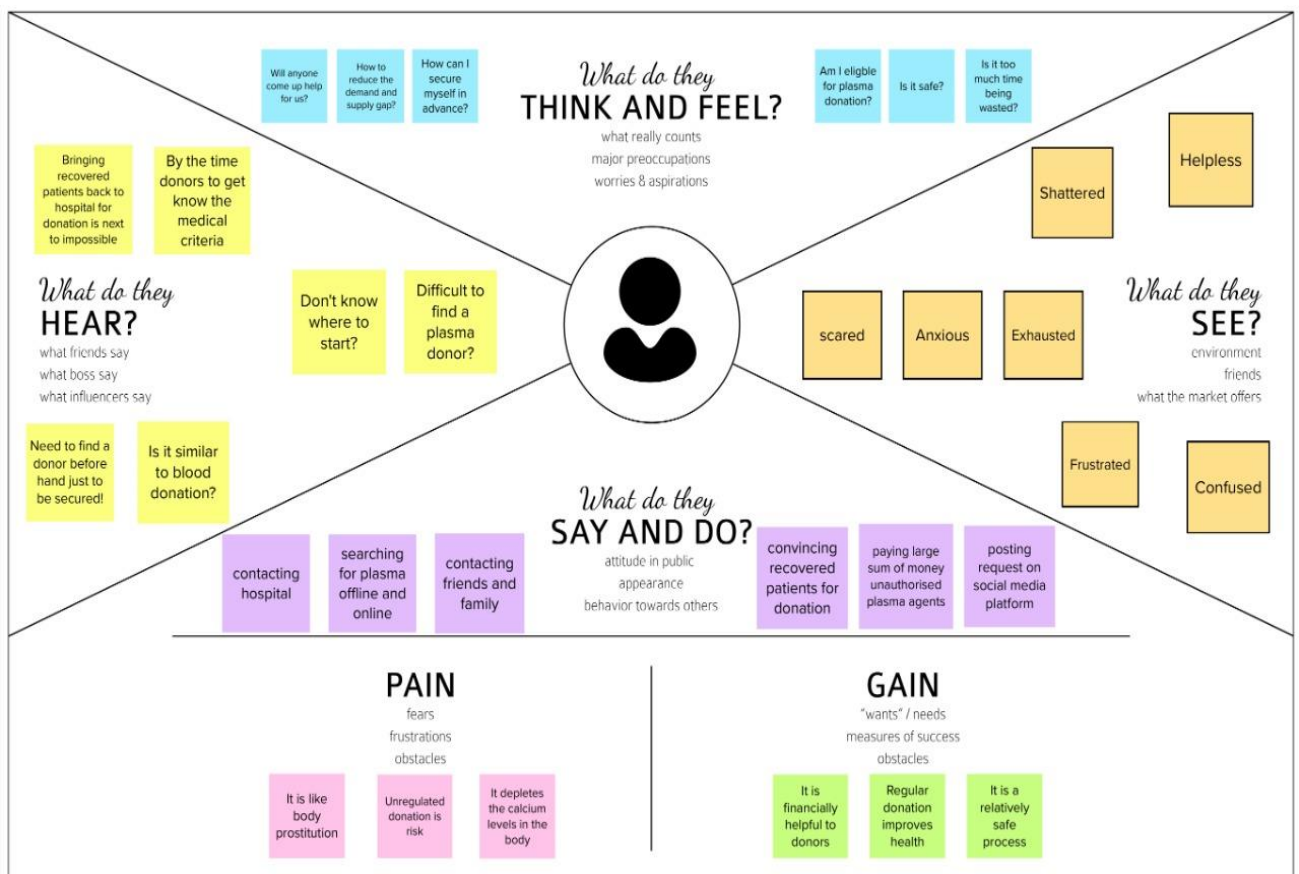 What do they
THINK AND FEEL?
what really counts
major preoccupations
worries & aspirations
Will anyone
come up help
for us?
How to
reduce the
demand and
supply gap?
How can I
secure
myself in
advance?
Am I eligble
for plasma
donation?
Is it safe?
Is it too
much time
being
wasted?
Bringing
recovered
patients back to
hospital for
donation is next
to impossible
By the time
donors to get
know the
medical
criteria
What do they
HEAR?
what friends say
what boss say
what influencers say
Don't know
where to
start?
Difficult to
find a
plasma
donor?
Need to find a
donor before
hand just to
be secured!
Is it similar
to blood
donation?
Shattered
Helpless
scared
Anxious
Exhausted
What do they
SEE?
environment
friends
what the market offers
Frustrated
Confused
What do they
SAY AND DO?
attitude in public
appearance
behavior towards others
contacting
hospital
searching
for plasma
offline and
online
contacting
friends and
family
convincing
recovered
patients for
donation
paying large
sum of money
unauthorised
plasma agents
posting
request on
social media
platform
PAIN
fears
frustrations
obstacles
It is like
body
prostitution
Unregulated
donation is
risk
It depletes
the calcium
levels in the
body
GAIN
"wants" / needs
measures of success
obstacles
It is
financially
helpful to
donors
Regular
donation
improves
health
It is a
relatively
safe
process